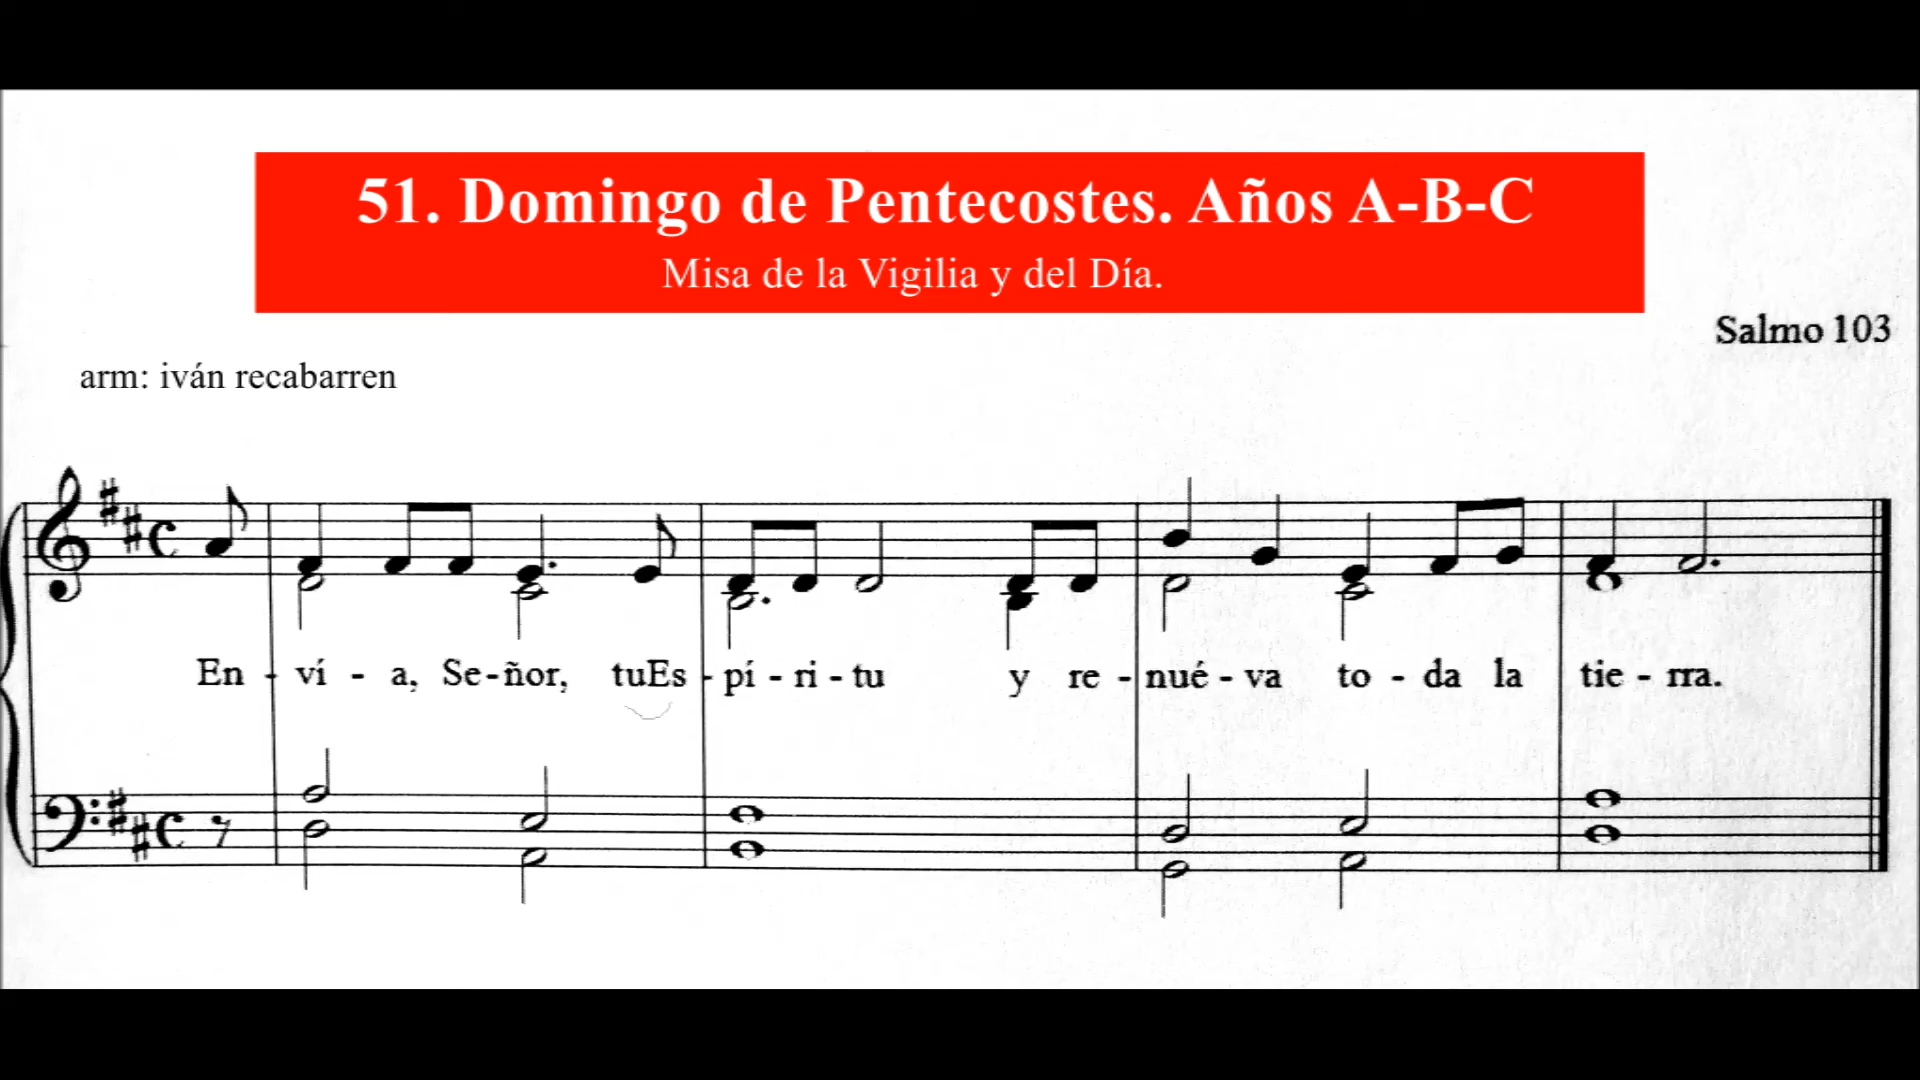 51. Domingo de Pentecostes. Años A-B-C
Misa de la Vigilia y del Día.
Salmo 103
arm: iván recabarren
En - ví - a, Se-ñor, tuEs - pí - ri - tu y re - nué - va to - da la tie - rra.